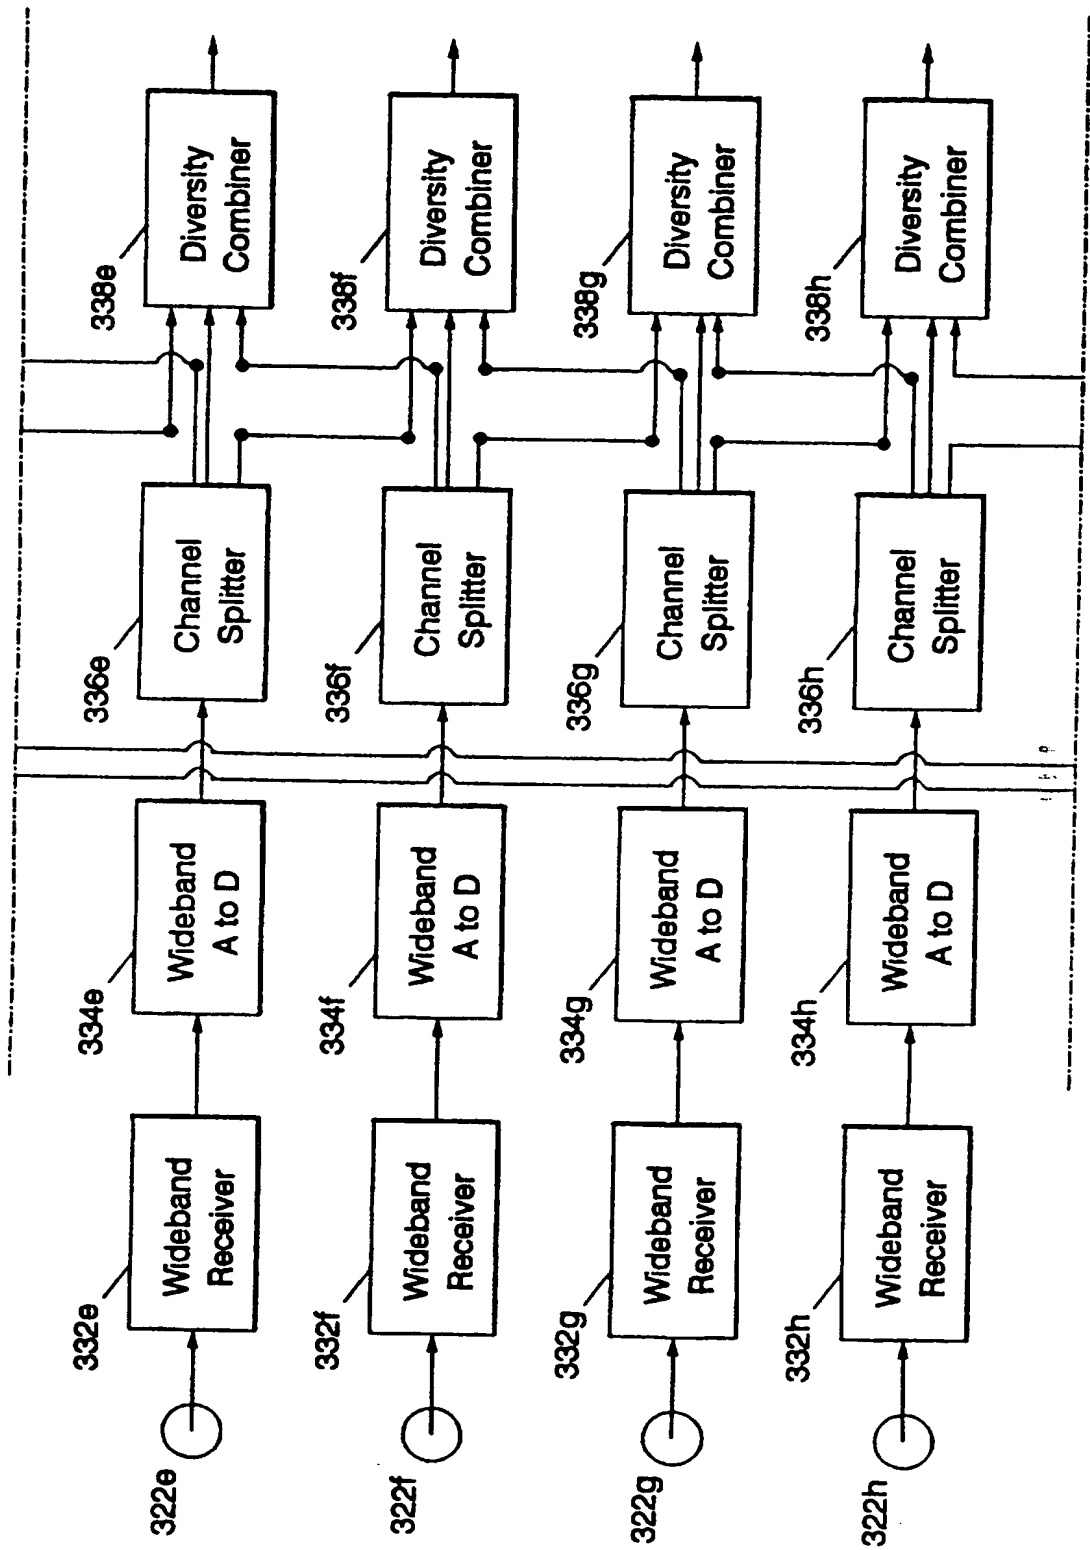 322e
332e
Wideband
Receiver
334e
Wideband
A to D
336e
Channel
Splitter
338e
Diversity
Combiner
322f
332f
Wideband
Receiver
334f
Wideband
A to D
336f
Channel
Splitter
338f
Diversity
Combiner
322g
332g
Wideband
Receiver
334g
Wideband
A to D
336g
Channel
Splitter
338g
Diversity
Combiner
322h
332h
Wideband
Receiver
334h
Wideband
A to D
336h
Channel
Splitter
338h
Diversity
Combiner